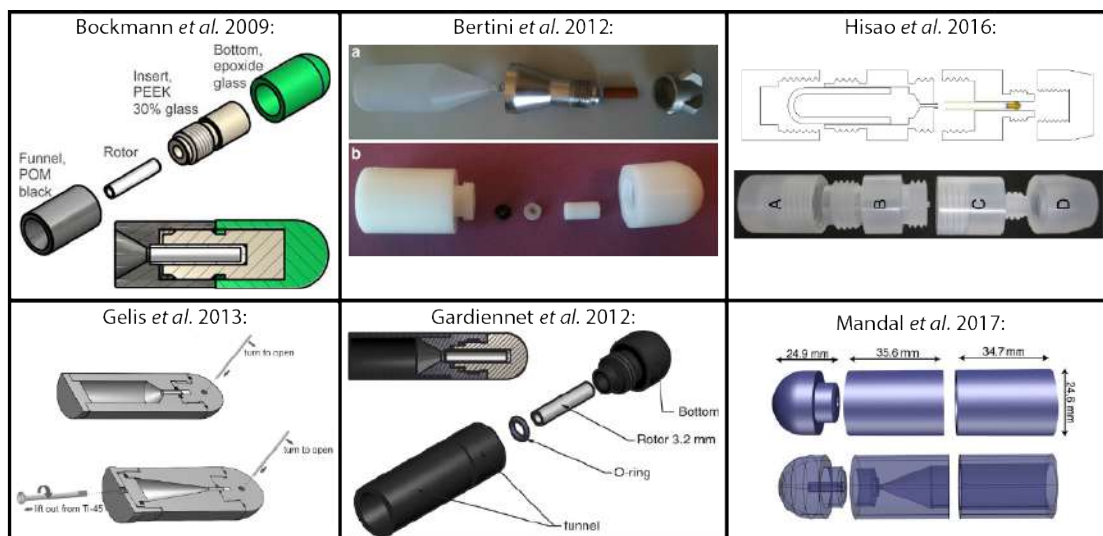 Bockmann et al. 2009:
Bottom,
epoxide
glass
Insert,
PEEK
30% glass
Rotor
Funnel,
POM
black
Bertini et al. 2012:
a
b
Hisao et al. 2016:
A
B
C
D
Gelis et al. 2013:
turn to open
turn to open
lift out from Ti-45
Gardiennet et al. 2012:
Bottom
Rotor 3.2 mm
O-ring
funnel
Mandal et al. 2017:
24.9 mm
35.6 mm
34.7 mm
24.6 mm